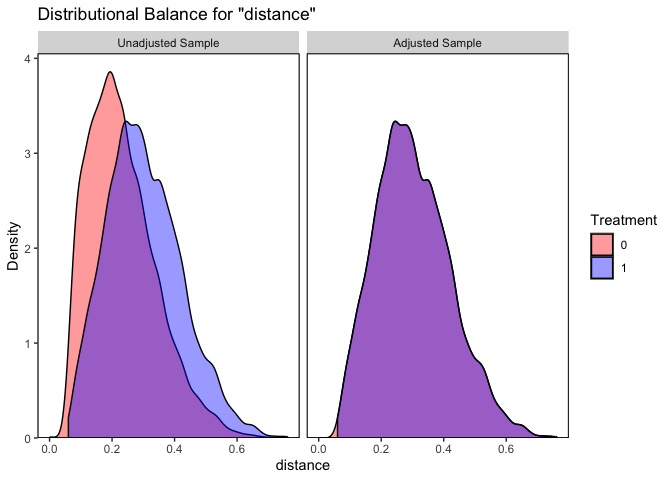 Distributional Balance for "distance"
Unadjusted Sample
Adjusted Sample
4
3
2
1
0
Density
0.0 0.2 0.4 0.6
0.0 0.2 0.4 0.6
distance
Treatment
0
1